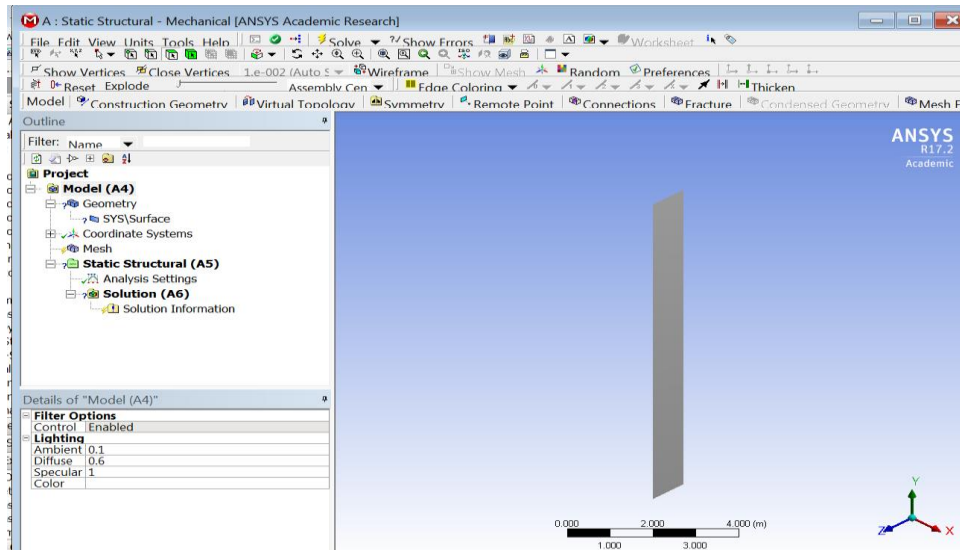 A : Static Structural - Mechanical [ANSYS Academic Research]
File Edit View Units Tools Help Solve ?/ Show Errors Worksheet
Show Vertices Close Vertices 1.e-002 (Auto S Wireframe Show Mesh Random Preferences
Reset Explode Assembly Cen Edge Coloring Thicken
Model Construction Geometry Virtual Topology Symmetry Remote Point Connections Fracture Condensed Geometry Mesh E
Outline
Filter: Name
Project
Model (A4)
Geometry
SYS\Surface
Coordinate Systems
Mesh
Static Structural (A5)
Analysis Settings
Solution (A6)
Solution Information
Details of "Model (A4)"
Filter Options
Control Enabled
Lighting
Ambient 0.1
Diffuse 0.6
Specular 1
Color
ANSYS
R17.2
Academic
0.000 2.000 4.000 (m)
1.000 3.000
Y
Z X